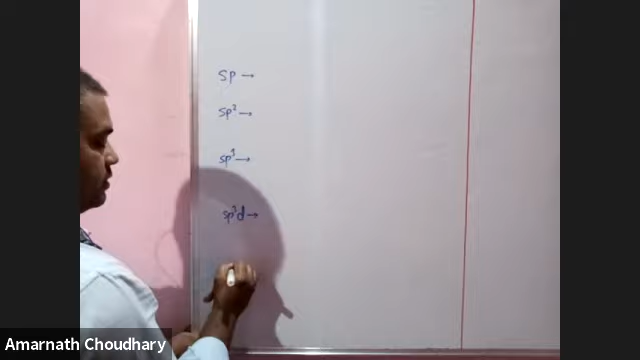 sp →
sp² →
sp³ →
sp³d →
Amarnath Choudhary